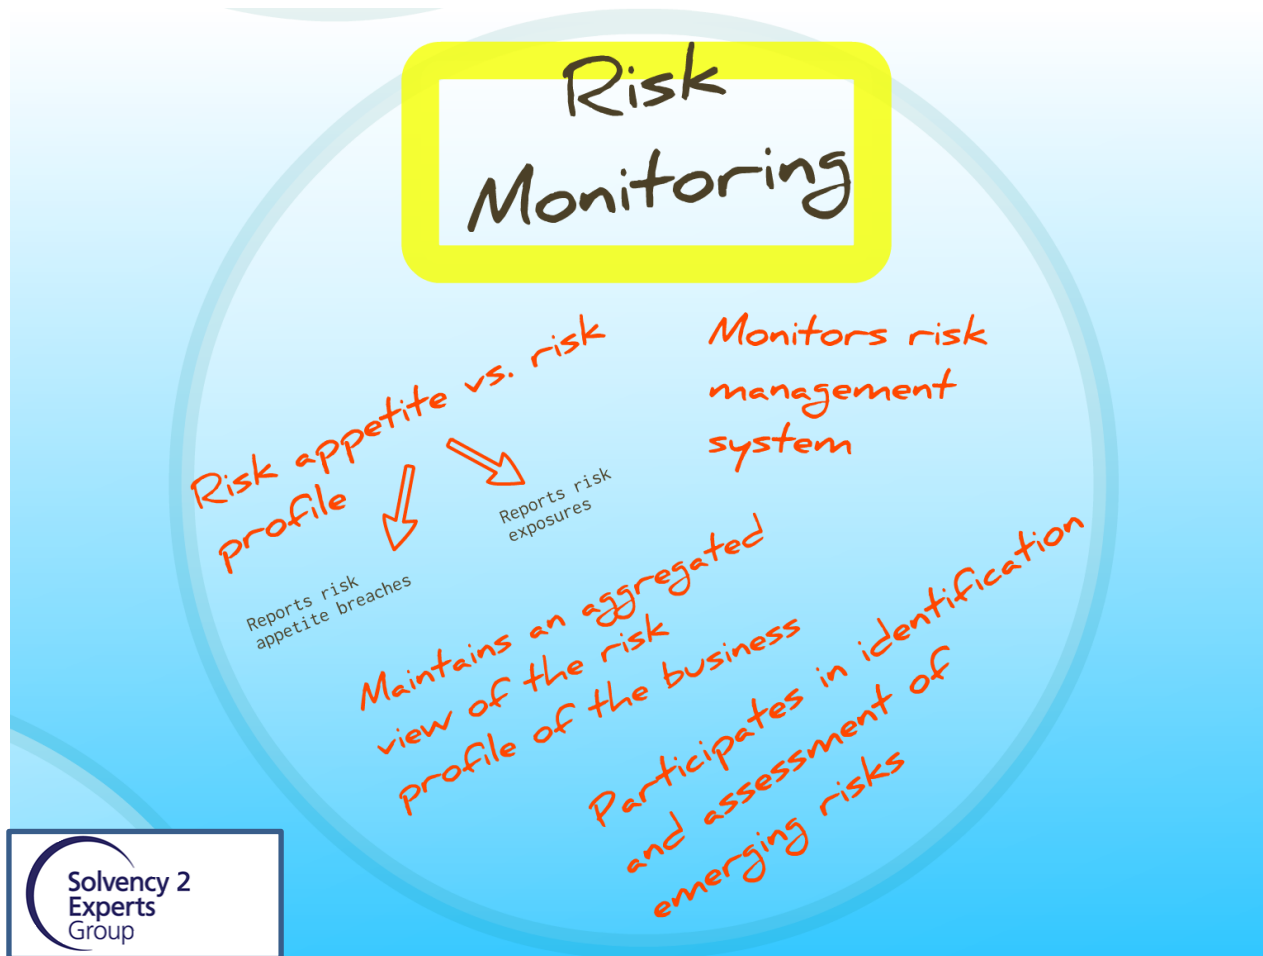 Risk
Monitoring
Risk appetite vs. risk
profile
Reports risk
appetite breaches
Reports risk
exposures
Monitors risk
management
system
Maintains an aggregated
view of the risk
profile of the business
Participates in identification
and assessment of
emerging risks
Solvency 2
Experts
Group